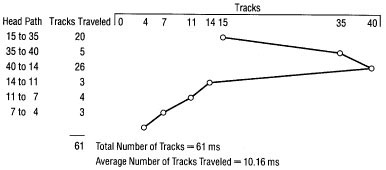 Tracks
Head Path Tracks Traveled 0 4 7 11 14 15 35 40
15 to 35 20
35 to 40 5
40 to 14 26
14 to 11 3
11 to 7 4
7 to 4 3
61 Total Number of Tracks = 61 ms
Average Number of Tracks Traveled = 10.16 ms